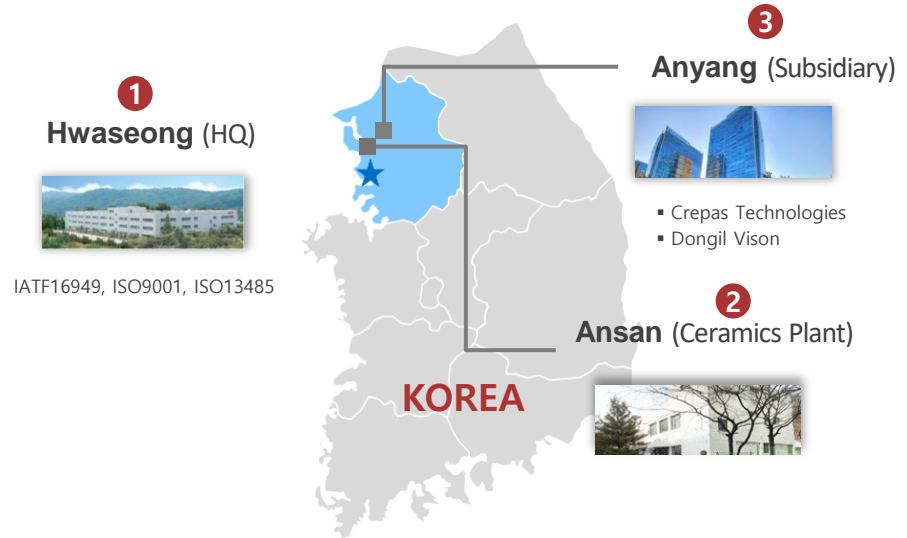 1
Hwaseong (HQ)
IATF16949, ISO9001, ISO13485
3
Anyang (Subsidiary)
▪ Crepas Technologies
▪ Dongil Vison
2
Ansan (Ceramics Plant)
KOREA